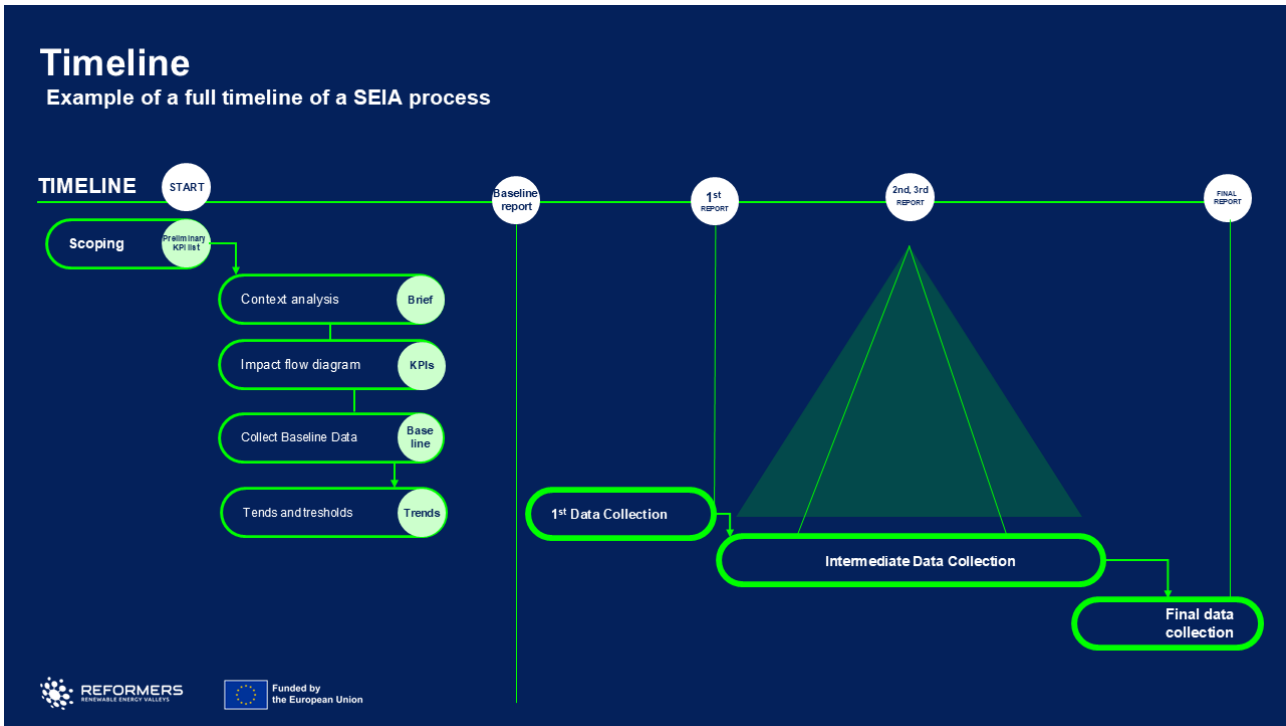 Timeline
Example of a full timeline of a SEIA process
TIMELINE
START
Baseline
report
1st
REPORT
2nd, 3rd
REPORT
FINAL
REPORT
Scoping
Preliminary
KPI list
Context analysis
Brief
Impact flow diagram
KPIs
Collect Baseline Data
Base
line
Tends and tresholds
Trends
1st Data Collection
Intermediate Data Collection
Final data
collection
REFORMERS
RENEWABLE ENERGY VALLEYS
Funded by
the European Union